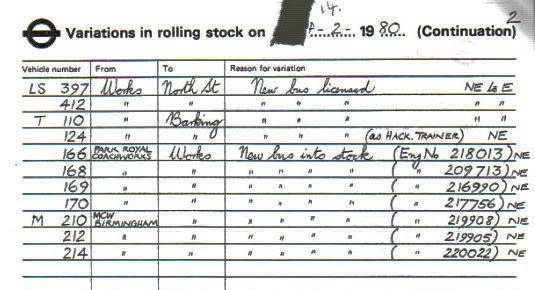 14.
2
Variations in rolling stock on - 2 - 1980 (Continuation)
Vehicle number From To Reason for variation
LS 397 Works North St New bus licensed NE to E
412 " " " " " " "
T 110 " Barking " " " " "
124 " " " " " (as HACK. TRAINER) NE
166 PARK ROYAL COACHWORKS Works New bus into stock (Eng No 218013) NE
168 " " " " " " ( " 209713) NE
169 " " " " " " ( " 216990) NE
170 " " " " " " ( " 217756) NE
M 210 MCW BIRMINGHAM " " " " " ( " 219908) NE
212 " " " " " " ( " 219905) NE
214 " " " " " " ( " 220022) NE